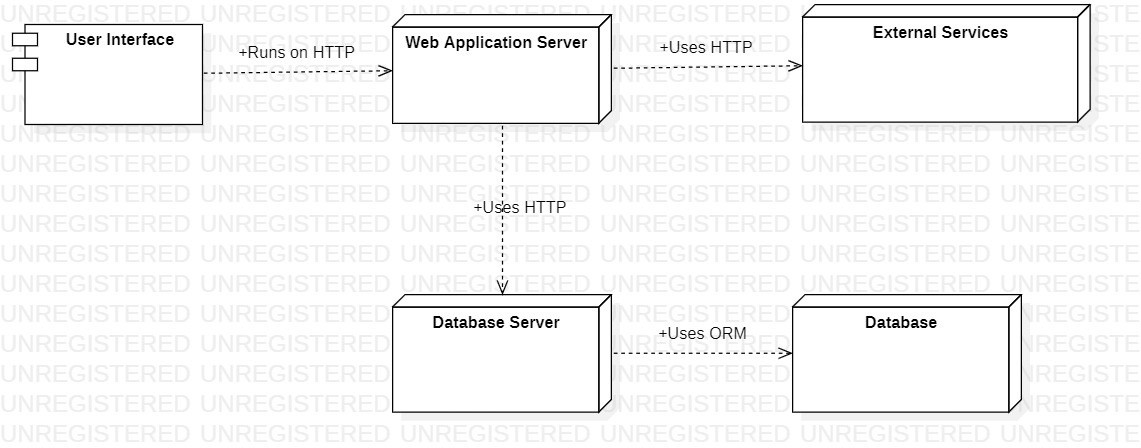 User Interface
+Runs on HTTP
Web Application Server
+Uses HTTP
External Services
+Uses HTTP
Database Server
+Uses ORM
Database
UNREGISTERED